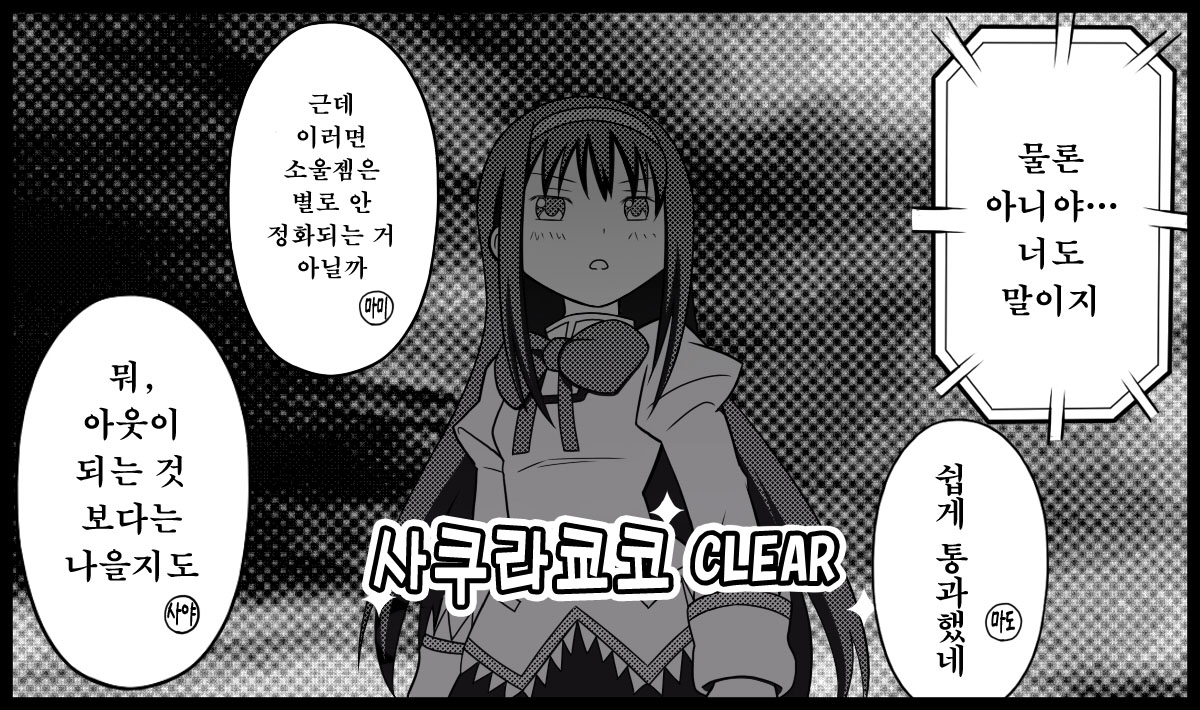 물론
아니야…
너도
말이지
쉽게 통과했네
마도
근데
이러면
소울젬은
별로 안
정화되는 거
아닐까
마미
뭐,
아웃이
되는 것
보다는
나을지도
사야
사쿠라쿄코 CLEAR